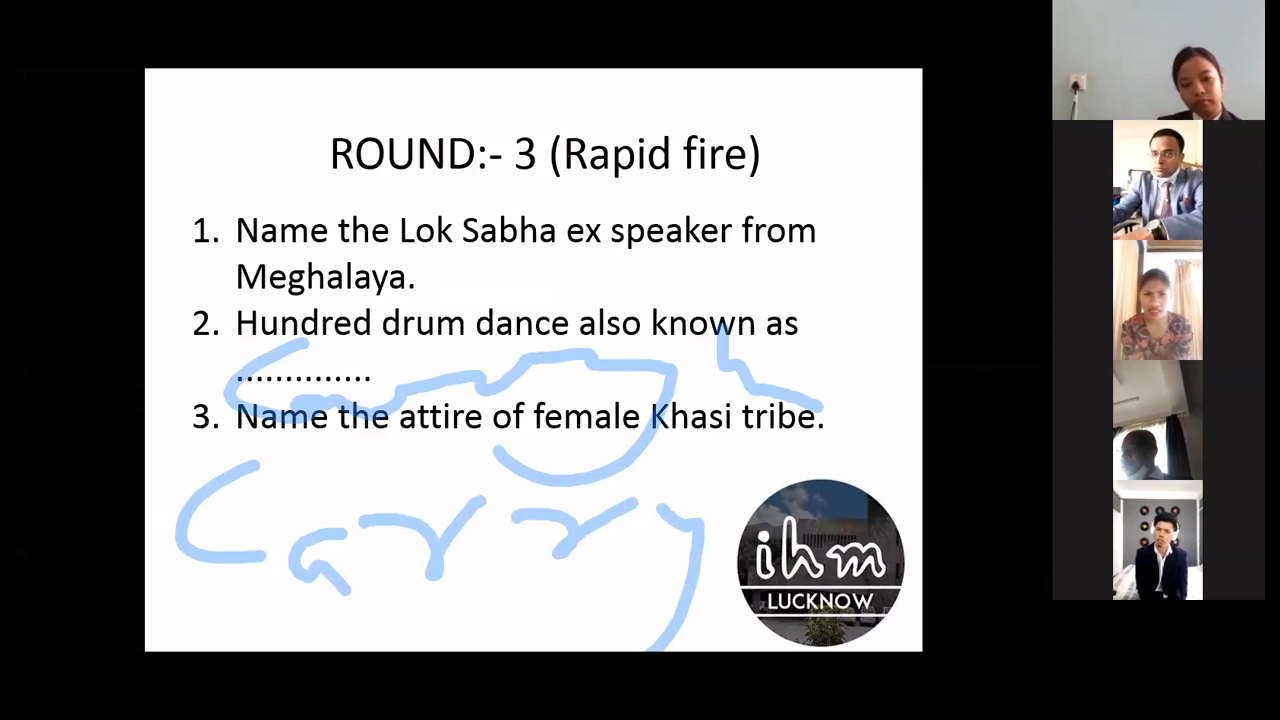 ROUND:- 3 (Rapid fire)
1. Name the Lok Sabha ex speaker from
Meghalaya.
2. Hundred drum dance also known as
..............
3. Name the attire of female Khasi tribe.
Carry
ihm
LUCKNOW